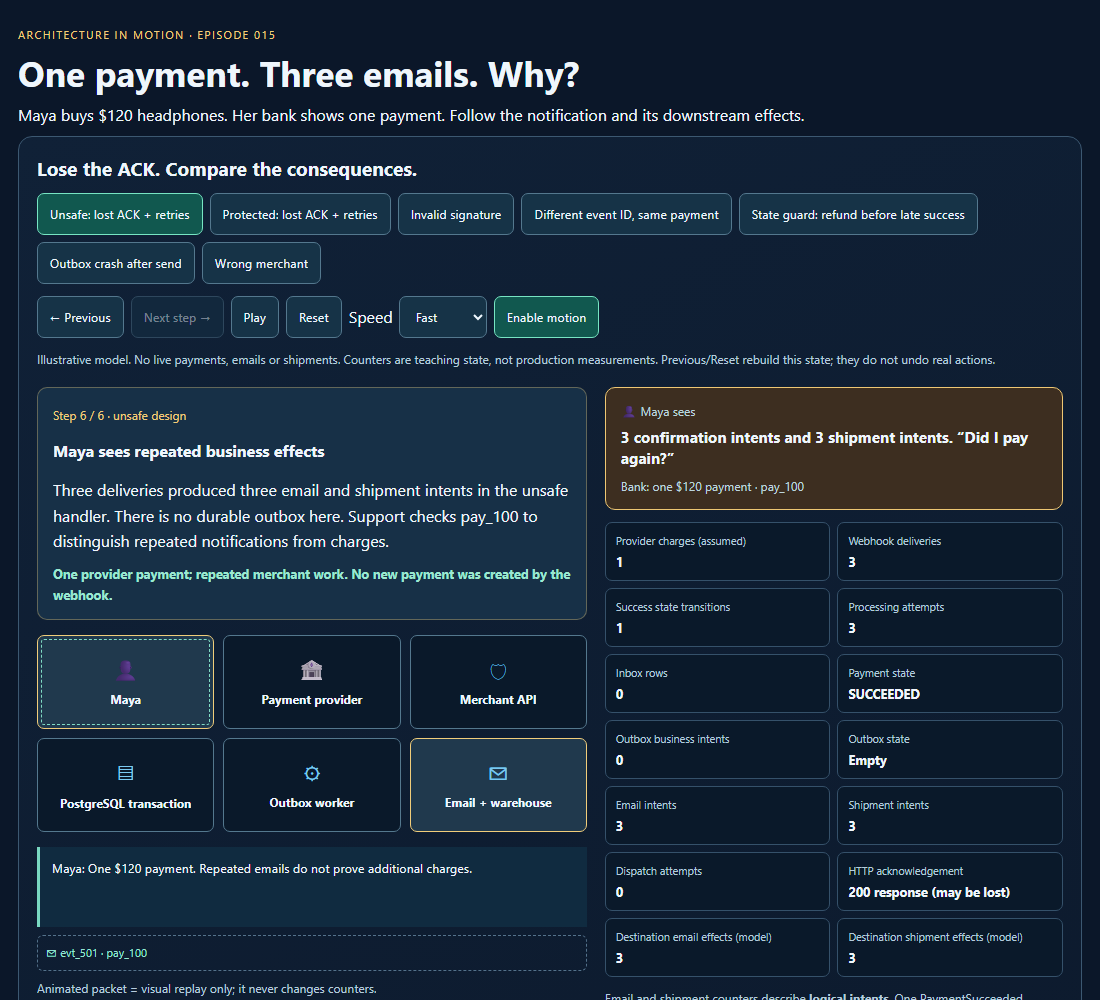 ARCHITECTURE IN MOTION · EPISODE 015
One payment. Three emails. Why?
Maya buys $120 headphones. Her bank shows one payment. Follow the notification and its downstream effects.
Lose the ACK. Compare the consequences.
Unsafe: lost ACK + retries
Protected: lost ACK + retries
Invalid signature
Different event ID, same payment
State guard: refund before late success
Outbox crash after send
Wrong merchant
← Previous
Next step →
Play
Reset
Speed
Fast
Enable motion
Illustrative model. No live payments, emails or shipments. Counters are teaching state, not production measurements. Previous/Reset rebuild this state; they do not undo real actions.
Step 6 / 6 · unsafe design
Maya sees repeated business effects
Three deliveries produced three email and shipment intents in the unsafe
handler. There is no durable outbox here. Support checks pay_100 to
distinguish repeated notifications from charges.
One provider payment; repeated merchant work. No new payment was created by the
webhook.
Maya
Payment provider
Merchant API
PostgreSQL transaction
Outbox worker
Email + warehouse
Maya: One $120 payment. Repeated emails do not prove additional charges.
evt_501 · pay_100
Animated packet = visual replay only; it never changes counters.
Maya sees
3 confirmation intents and 3 shipment intents. “Did I pay
again?”
Bank: one $120 payment · pay_100
Provider charges (assumed)
1
Webhook deliveries
3
Success state transitions
1
Processing attempts
3
Inbox rows
0
Payment state
SUCCEEDED
Outbox business intents
0
Outbox state
Empty
Email intents
3
Shipment intents
3
Dispatch attempts
0
HTTP acknowledgement
200 response (may be lost)
Destination email effects (model)
3
Destination shipment effects (model)
3
Email and shipment counters describe logical intents. One PaymentSucceeded